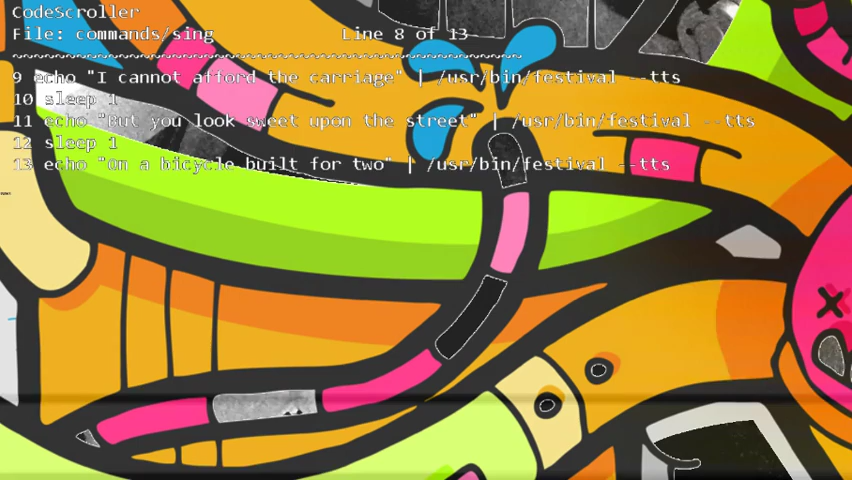 CodeScroller
File: commands/sing Line 8 of 13
~~~~~~~~~~~~~~~~~~~~~~~~~~~~~~~~~~~~~~~~~~~~~~~~~~
9 echo "I cannot afford the carriage" | /usr/bin/festival --tts
10 sleep 1
11 echo "But you look sweet upon the street" | /usr/bin/festival --tts
12 sleep 1
13 echo "On a bicycle built for two" | /usr/bin/festival --tts